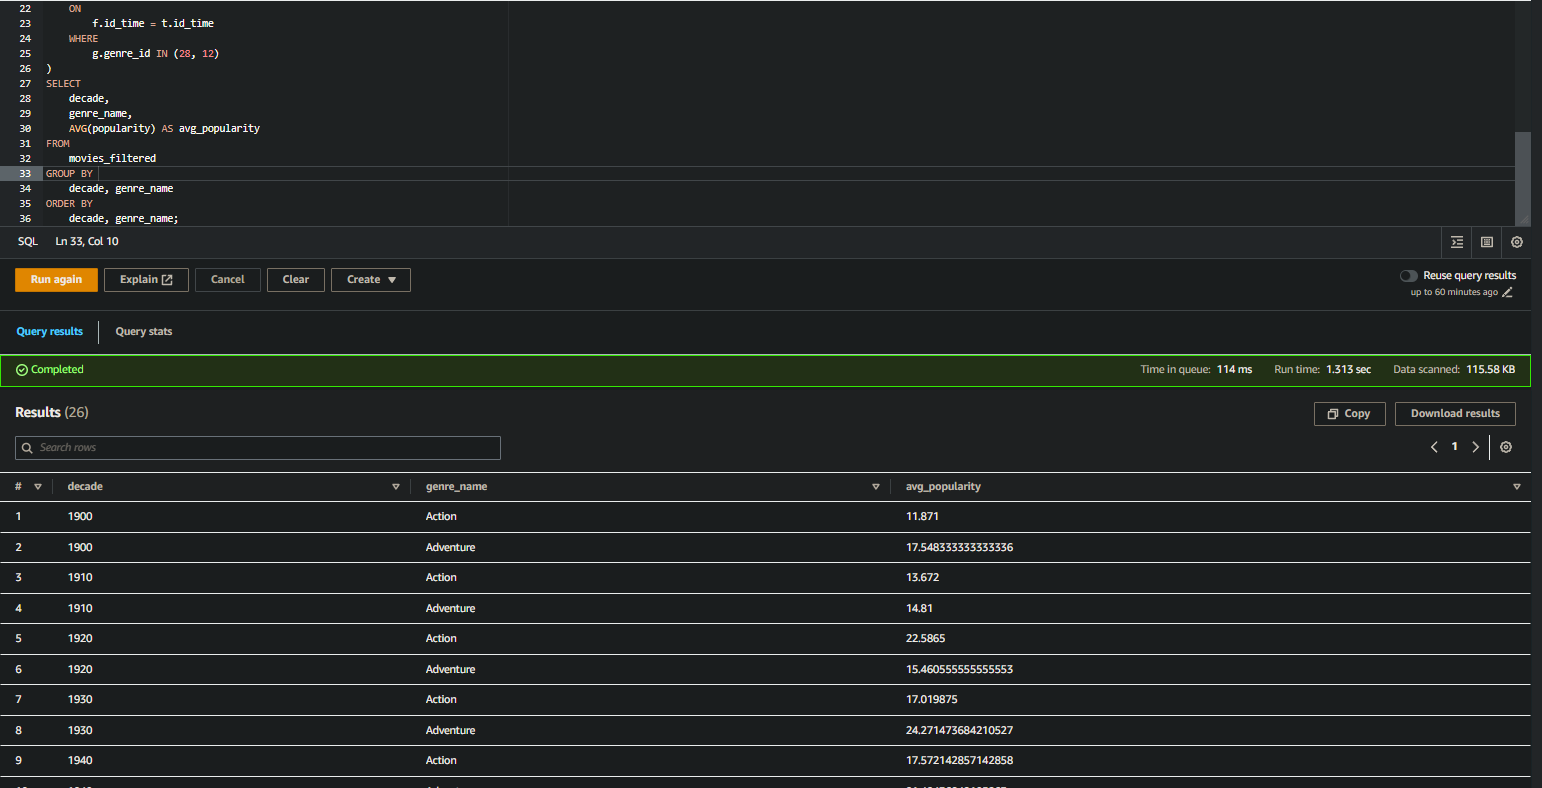 22 ON
23 f.id_time = t.id_time
24 WHERE
25 g.genre_id IN (28, 12)
26 )
27 SELECT
28 decade,
29 genre_name,
30 AVG(popularity) AS avg_popularity
31 FROM
32 movies_filtered
33 GROUP BY
34 decade, genre_name
35 ORDER BY
36 decade, genre_name;
SQL Ln 33, Col 10
Run again Explain Cancel Clear Create Reuse query results
up to 60 minutes ago
Query results Query stats
Completed Time in queue: 114 ms Run time: 1.313 sec Data scanned: 115.58 KB
Results (26) Copy Download results
Search rows 1
# decade genre_name avg_popularity
1 1900 Action 11.871
2 1900 Adventure 17.548333333333336
3 1910 Action 13.672
4 1910 Adventure 14.81
5 1920 Action 22.5865
6 1920 Adventure 15.460555555555553
7 1930 Action 17.019875
8 1930 Adventure 24.271473684210527
9 1940 Action 17.572142857142858